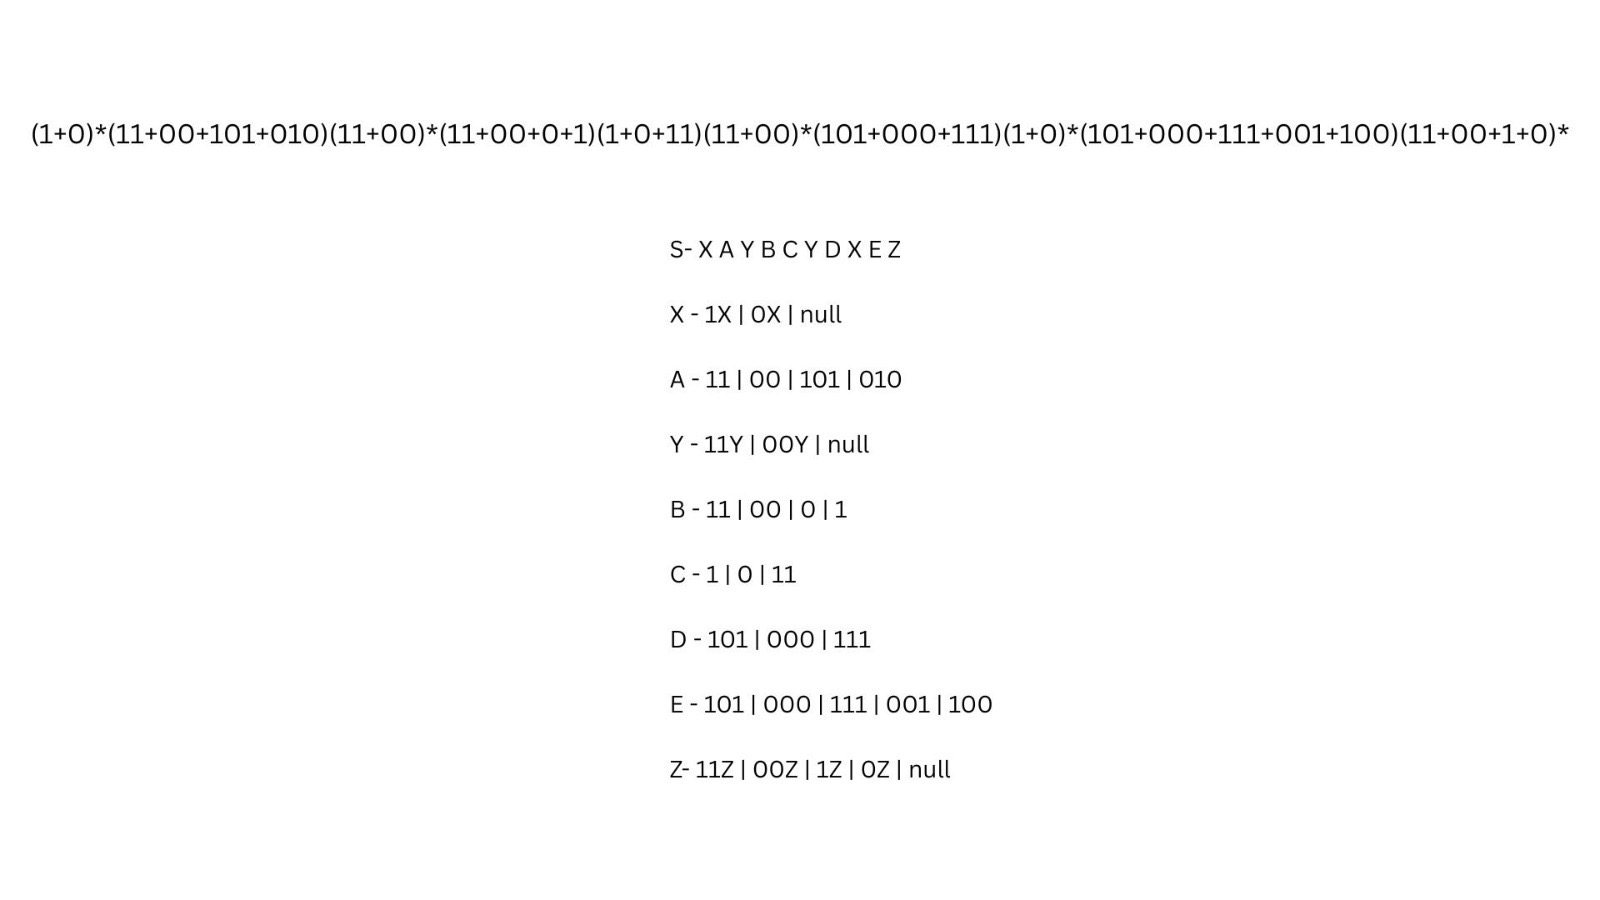 (1+0)*(11+00+101+010)(11+00)*(11+00+0+1)(1+0+11)(11+00)*(101+000+111)(1+0)*(101+000+111+001+100)(11+00+1+0)*
S- X A Y B C Y D X E Z
X - 1X | 0X | null
A - 11 | 00 | 101 | 010
Y - 11Y | 00Y | null
B - 11 | 00 | 0 | 1
C - 1 | 0 | 11
D - 101 | 000 | 111
E - 101 | 000 | 111 | 001 | 100
Z- 11Z | 00Z | 1Z | 0Z | null